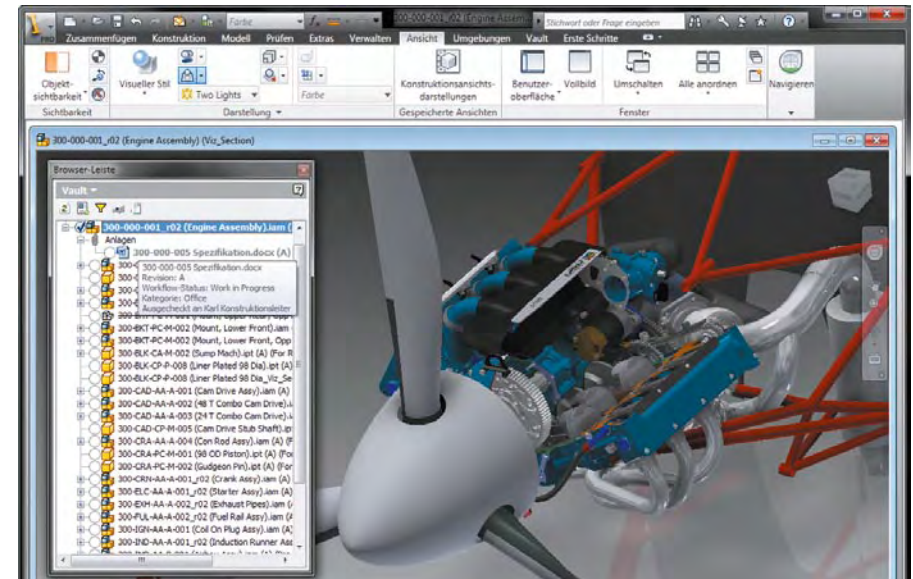 Farbe
000-000-001_r02 (Engine Assem
Stichwort oder Frage eingeben
PRO Zusammenfügen Konstruktion Modell Prüfen Extras Verwalten Ansicht Umgebungen Vault Erste Schritte
Objekt-
sichtbarkeit
Visueller Stil
Two Lights
Farbe
Konstruktionsansichts-
darstellungen
Benutzer-
oberfläche
Vollbild
Umschalten
Alle anordnen
Navigieren
Sichtbarkeit
Darstellung
Gespeicherte Ansichten
Fenster
300-000-001_r02 (Engine Assembly) (Viz_Section)
Browser-Leiste
Vault
300-000-001_r02 (Engine Assembly).iam (
Anlagen
300-000-005 Spezifikation.docx (A)
300-000-005 Spezifikation.docx
Revision: A
Workflow-Status: Work in Progress
Kategorie: Office
Ausgecheckt an Karl Konstruktionsleiter
300-BKT-PC-M-002 (Mount, Lower Front).iam
300-BKT-PC-M-002 (Mount, Lower Front, Opp
300-BLK-CA-M-002 (Sump Mach).ipt (A) (For R
300-BLK-CP-P-008 (Liner Plated 98 Dia).ipt (A)
300-BLK-CP-P-008 (Liner Plated 98 Dia_Viz_Se
300-CAD-AA-A-001 (Cam Drive Assy).iam (A)
300-CAD-AA-A-002 (48 T Combo Cam Drive).i
300-CAD-AA-A-003 (24 T Combo Cam Drive).i
300-CAD-CP-M-005 (Cam Drive Stub Shaft).ip
300-CRA-AA-A-004 (Con Rod Assy).iam (A) (F
300-CRA-PC-M-001 (98 OD Piston).ipt (A) (For
300-CRA-PC-M-002 (Gudgeon Pin).ipt (A) (For
300-CRN-AA-A-001_r02 (Crank Assy).iam (A)
300-ELC-AA-A-001_r02 (Starter Assy).iam (A)
300-EXH-AA-A-002_r02 (Exhaust Pipes).iam (
300-FUL-AA-A-002_r02 (Fuel Rail Assy).iam (A
300-IGN-AA-A-001 (Coil On Plug Assy).iam (A)
300-IND-AA-A-001_r02 (Induction Runner Ass